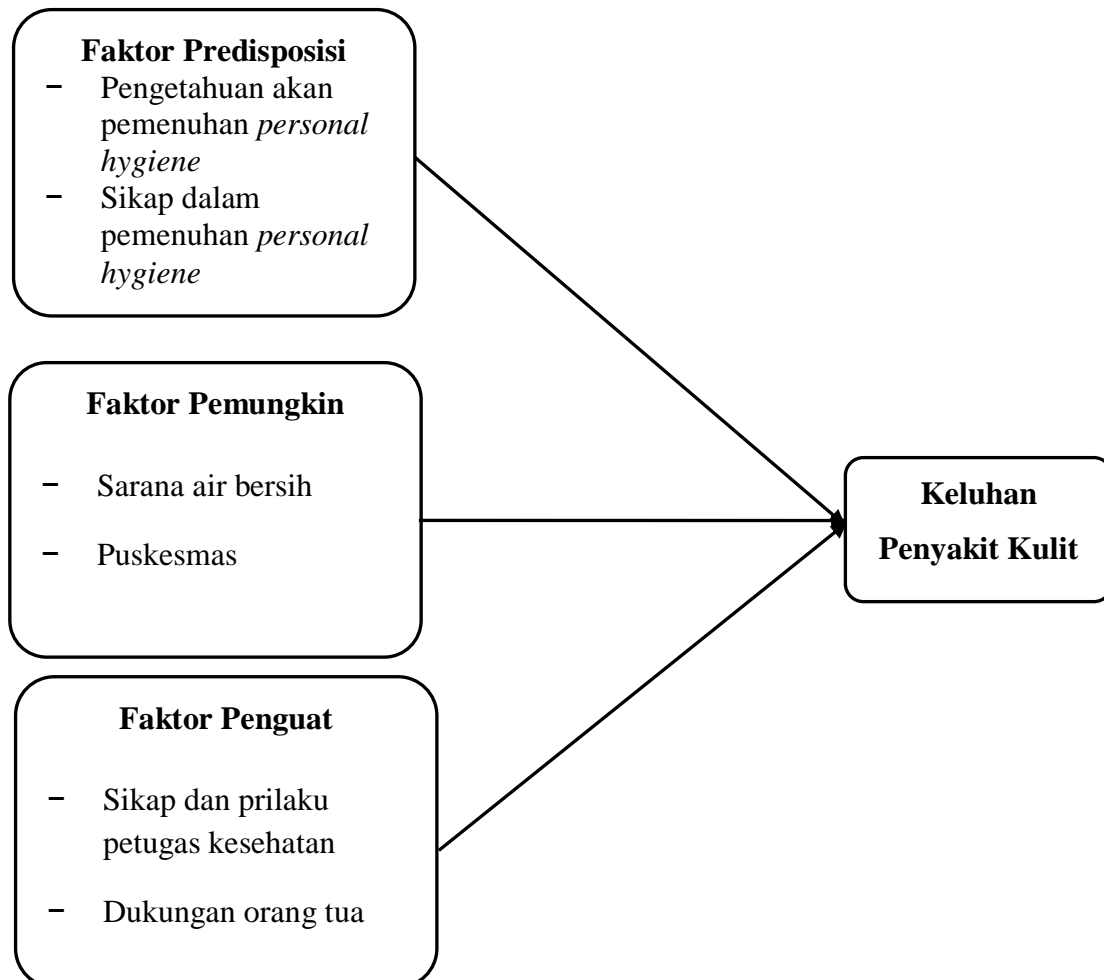 Faktor Predisposisi
- Pengetahuan akan
pemenuhan personal
hygiene
- Sikap dalam
pemenuhan personal
hygiene
Faktor Pemungkin
- Sarana air bersih
- Puskesmas
Faktor Penguat
- Sikap dan prilaku
petugas kesehatan
- Dukungan orang tua
Keluhan
Penyakit Kulit